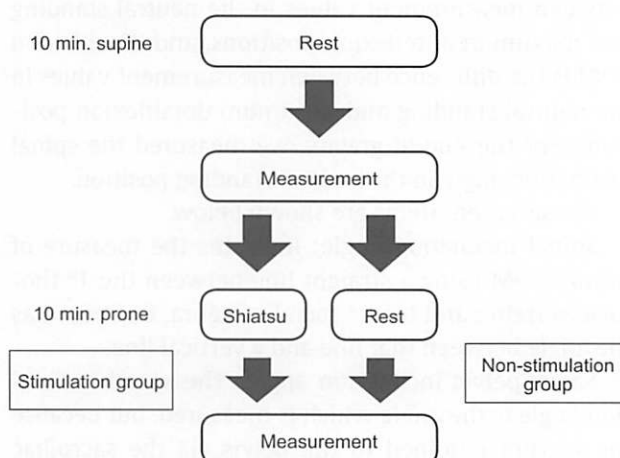 10 min. supine
Rest
Measurement
10 min. prone
Shiatsu
Rest
Stimulation group
Non-stimulation
group
Measurement